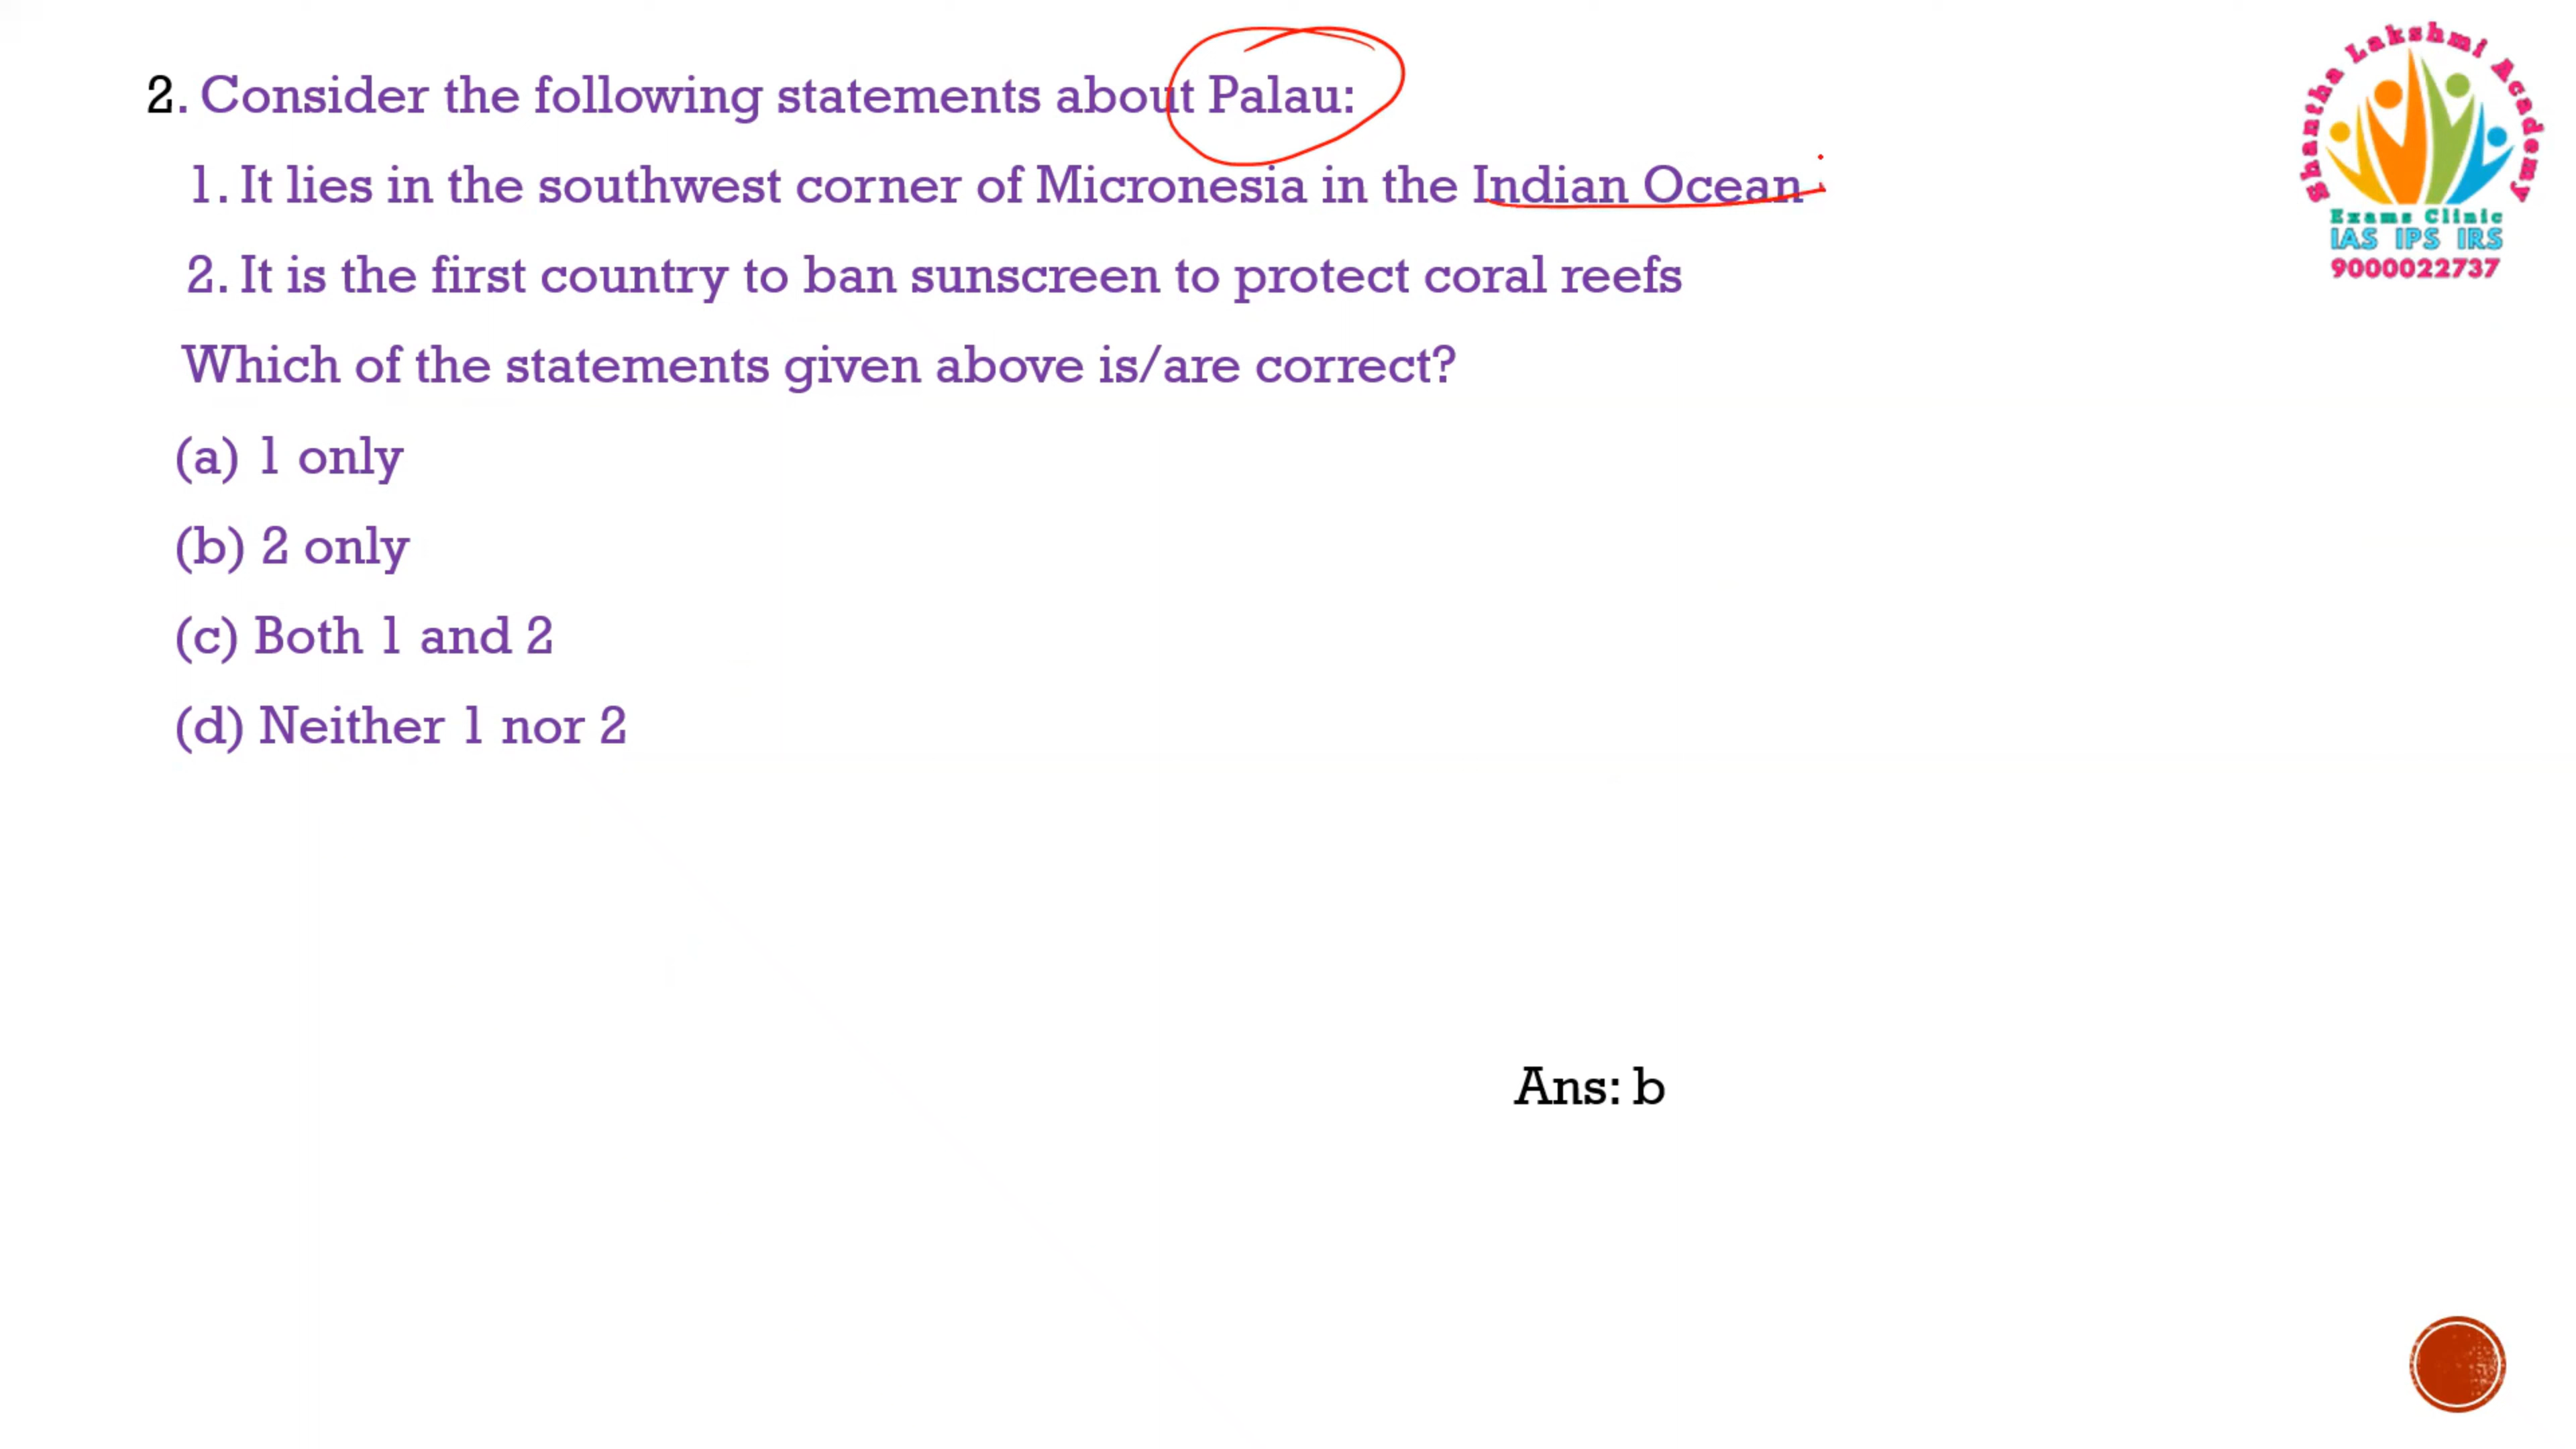 2. Consider the following statements about Palau:
1. It lies in the southwest corner of Micronesia in the Indian Ocean
2. It is the first country to ban sunscreen to protect coral reefs
Which of the statements given above is/are correct?
(a) 1 only
(b) 2 only
(c) Both 1 and 2
(d) Neither 1 nor 2
Ans: b
Shantha Lakshmi Academy
Exams Clinic
IAS IPS IRS
9000022737